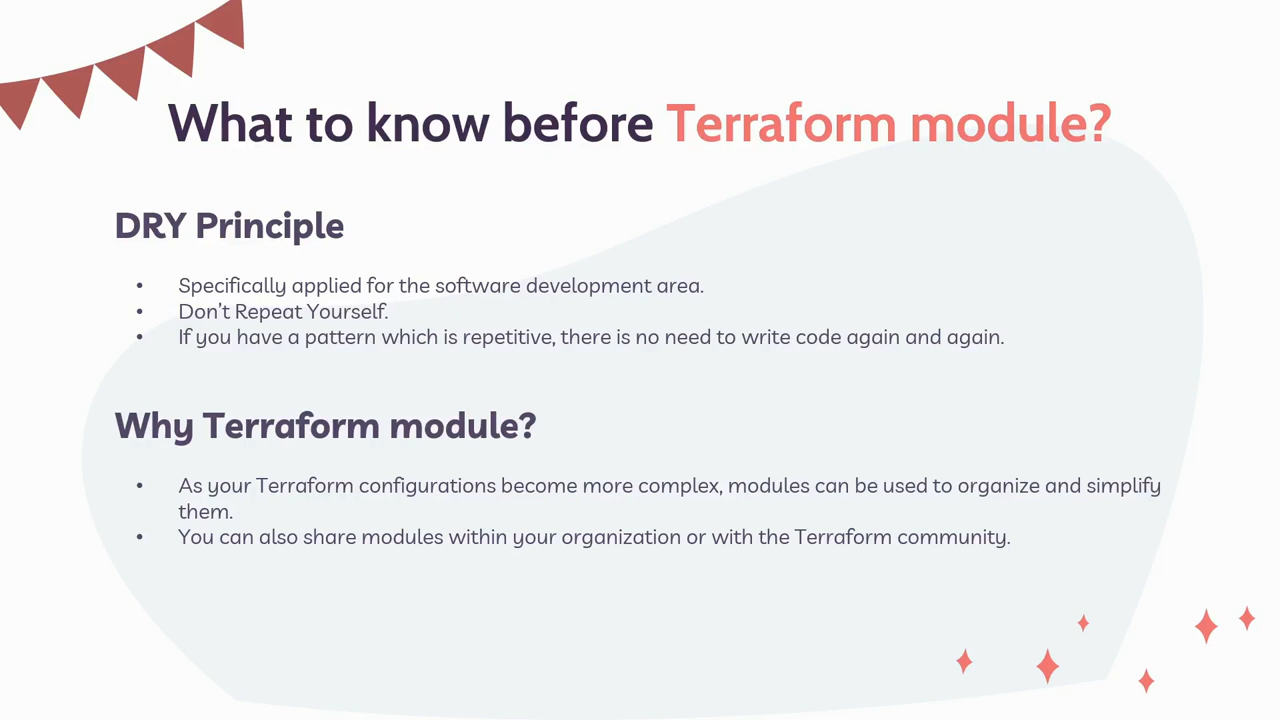 What to know before Terraform module?
DRY Principle
• Specifically applied for the software development area.
• Don't Repeat Yourself.
• If you have a pattern which is repetitive, there is no need to write code again and again.
Why Terraform module?
• As your Terraform configurations become more complex, modules can be used to organize and simplify
them.
• You can also share modules within your organization or with the Terraform community.